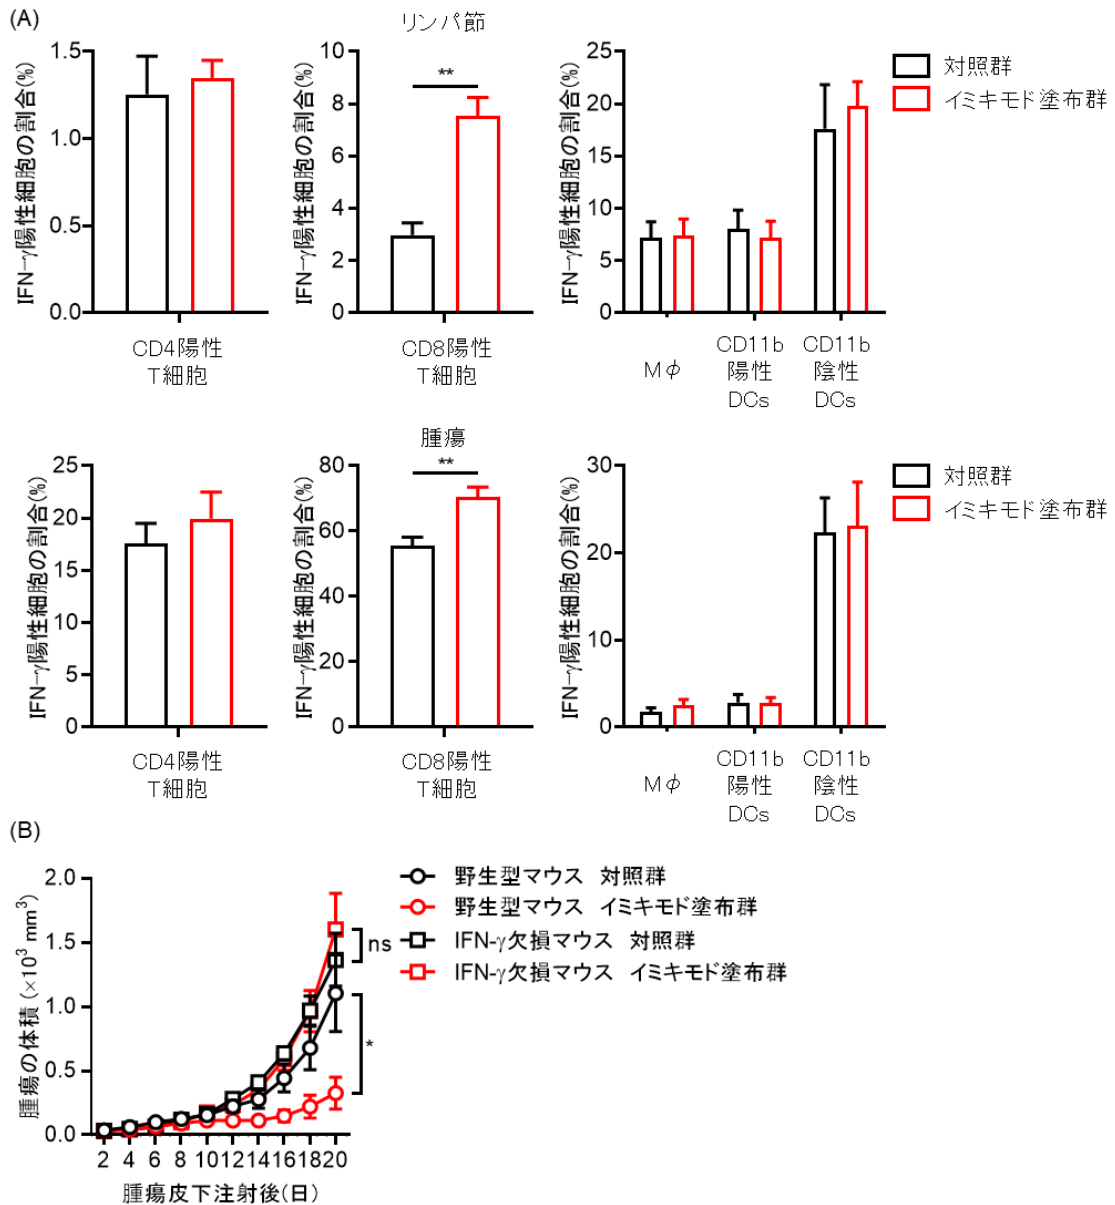 (A)
リンパ節
IFN-γ陽性細胞の割合(%)
1.5
1.0
0.5
0.0
CD4陽性
T細胞
IFN-γ陽性細胞の割合(%)
10
8
6
4
2
0
**
CD8陽性
T細胞
IFN-γ陽性細胞の割合(%)
25
20
15
10
5
0
Mφ
CD11b
陽性
DCs
CD11b
陰性
DCs
対照群
イミキモド塗布群
腫瘍
IFN-γ陽性細胞の割合(%)
25
20
15
10
5
0
CD4陽性
T細胞
IFN-γ陽性細胞の割合(%)
80
60
40
20
0
**
CD8陽性
T細胞
IFN-γ陽性細胞の割合(%)
30
20
10
0
Mφ
CD11b
陽性
DCs
CD11b
陰性
DCs
対照群
イミキモド塗布群
(B)
腫瘍の体積 (×10³ mm³)
2.0
1.5
1.0
0.5
0.0
2 4 6 8 10 12 14 16 18 20
腫瘍皮下注射後(日)
ns
*
野生型マウス 対照群
野生型マウス イミキモド塗布群
IFN-γ欠損マウス 対照群
IFN-γ欠損マウス イミキモド塗布群